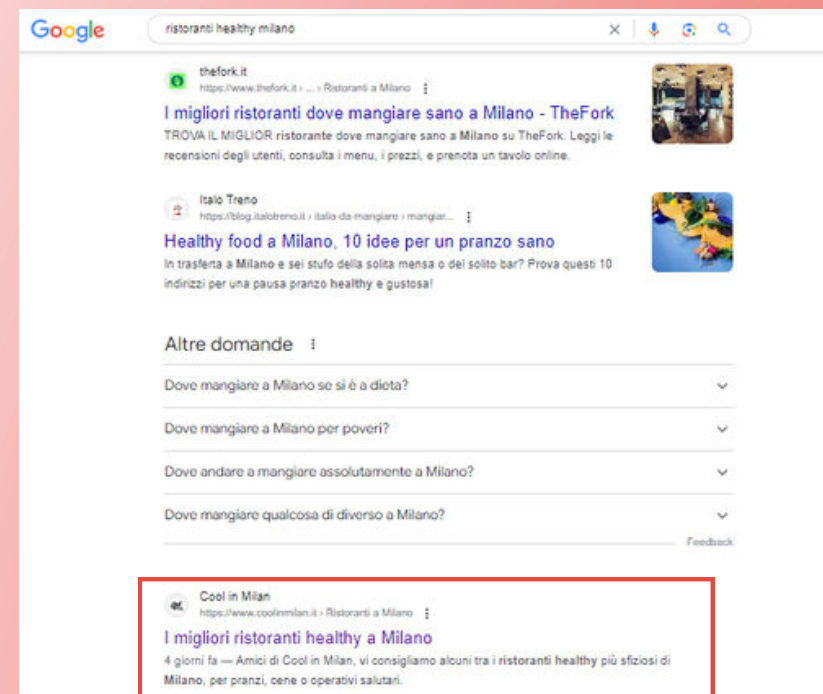 Google
ristoranti healthy milano
thefork.it
https://www.thefork.it › ... › Ristoranti a Milano
I migliori ristoranti dove mangiare sano a Milano - TheFork
TROVA IL MIGLIOR ristorante dove mangiare sano a Milano su TheFork. Leggi le
recensioni degli utenti, consulta i menu, i prezzi, e prenota un tavolo online.
Italo Treno
https://blog.italotreno.it › italia-da-mangiare › mangiar...
Healthy food a Milano, 10 idee per un pranzo sano
In trasferta a Milano e sei stufo della solita mensa o del solito bar? Prova questi 10
indirizzi per una pausa pranzo healthy e gustosa!
Altre domande
Dove mangiare a Milano se si è a dieta?
Dove mangiare a Milano per poveri?
Dove andare a mangiare assolutamente a Milano?
Dove mangiare qualcosa di diverso a Milano?
Feedback
Cool in Milan
https://www.coolinmilan.it › Ristoranti a Milano
I migliori ristoranti healthy a Milano
4 giorni fa — Amici di Cool in Milan, vi consigliamo alcuni tra i ristoranti healthy più sfiziosi di
Milano, per pranzi, cene o operativi salutari.